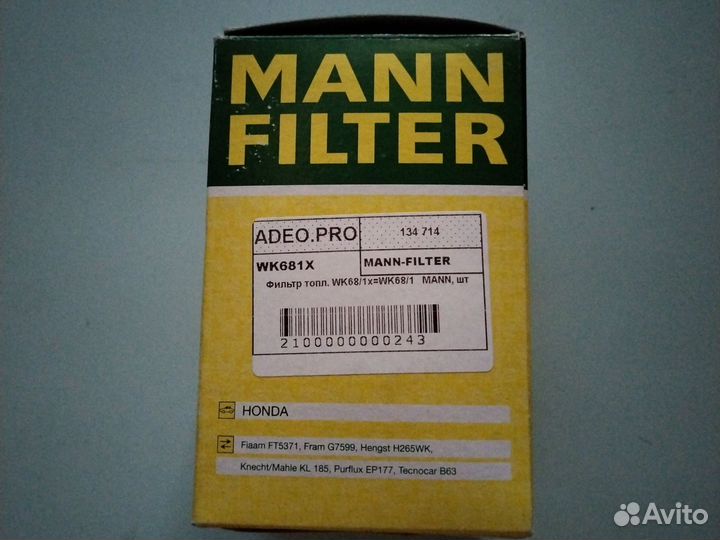 MANN
FILTER
ADEO.PRO
134 714
WK681X
MANN-FILTER
Фильтр топл. WK68/1x=WK68/1 MANN, шт
2100000000243
HONDA
Fiaam FT5371, Fram G7599, Hengst H265WK,
Knecht/Mahle KL 185, Purflux EP177, Tecnocar B63
Avito